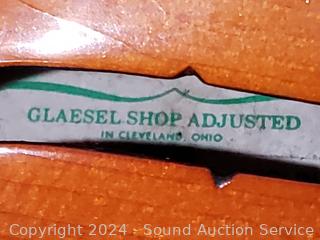 GLAESEL SHOP ADJUSTED
IN CLEVELAND, OHIO
Copyright 2024 - Sound Auction Service